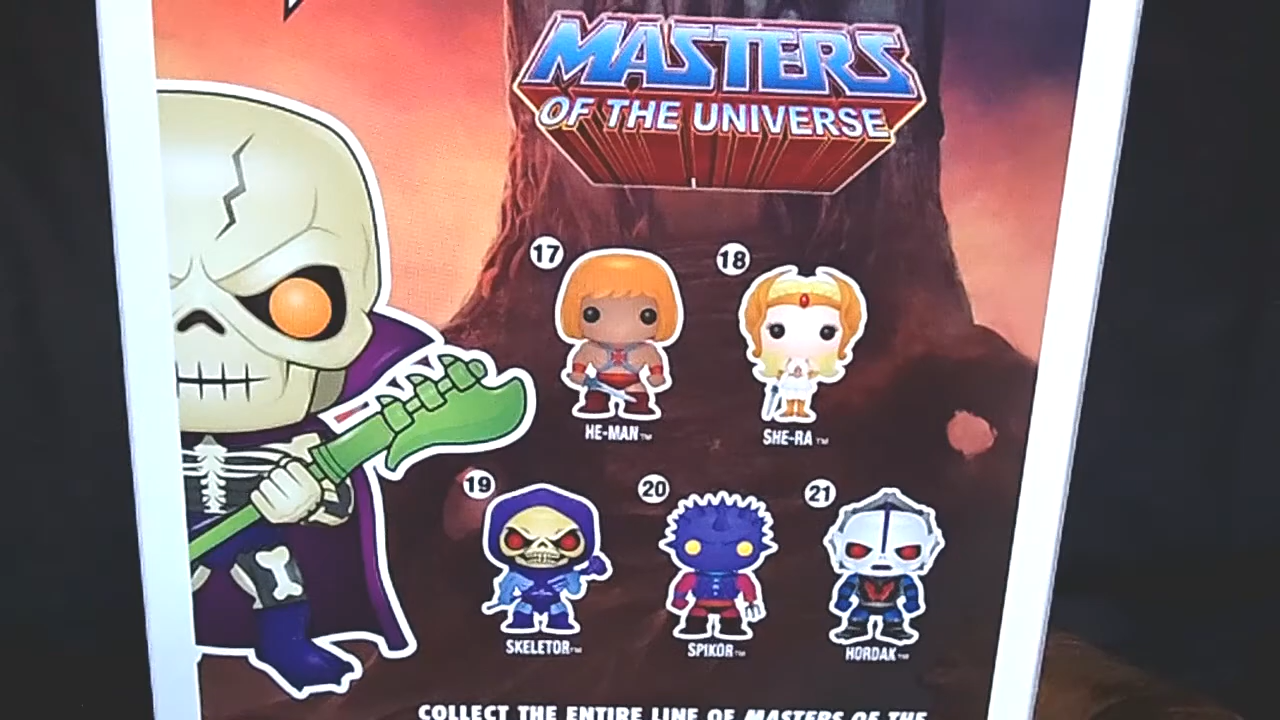 MASTERS
OF THE UNIVERSE
17
18
HE-MAN™
SHE-RA™
19
20
21
SKELETOR™
SPIKOR™
HORDAK™
COLLECT THE ENTIRE LINE OF MASTERS OF THE